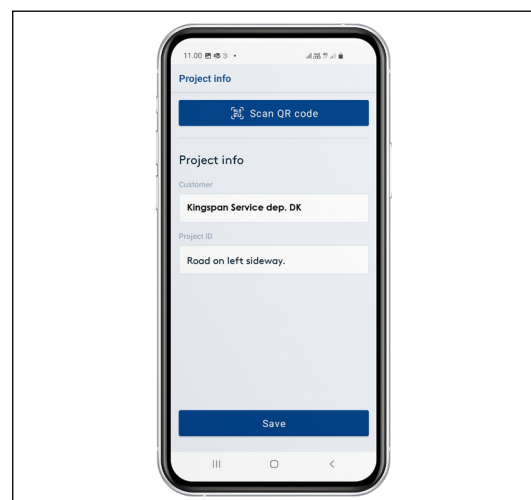 11.00
Project info
Scan QR code
Project info
Customer
Kingspan Service dep. DK
Project ID
Road on left sideway.
Save